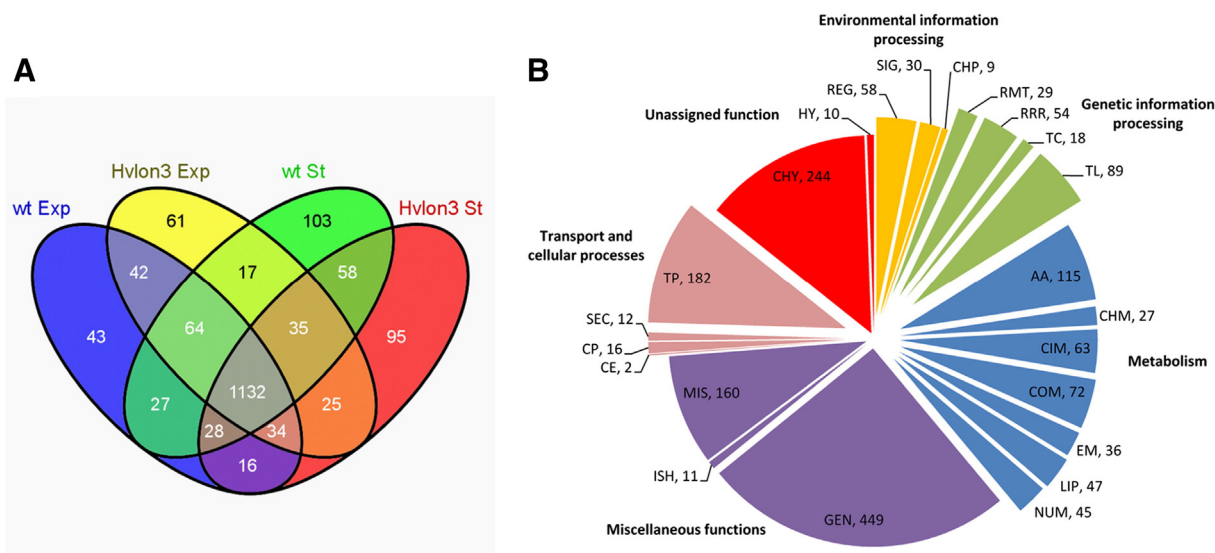 A
Hvlon3 Exp
wt St
wt Exp
Hvlon3 St
61
103
42
17
58
43
64
35
95
1132
27
25
28
34
16
B
Environmental information
processing
SIG, 30
CHP, 9
REG, 58
RMT, 29
HY, 10
RRR, 54
Unassigned function
Genetic information
processing
TC, 18
TL, 89
CHY, 244
Transport and
cellular processes
TP, 182
AA, 115
SEC, 12
CHM, 27
CP, 16
CIM, 63
CE, 2
Metabolism
MIS, 160
COM, 72
EM, 36
ISH, 11
LIP, 47
NUM, 45
GEN, 449
Miscellaneous functions